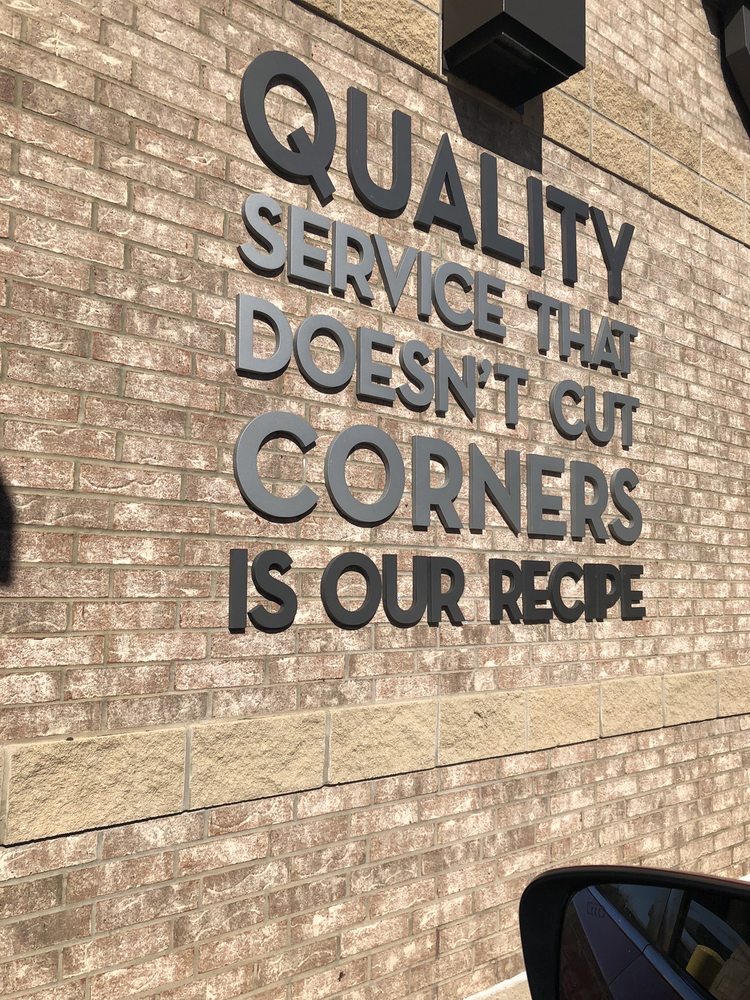 QUALITY
SERVICE THAT
DOESN'T CUT
CORNERS
IS OUR RECIPE